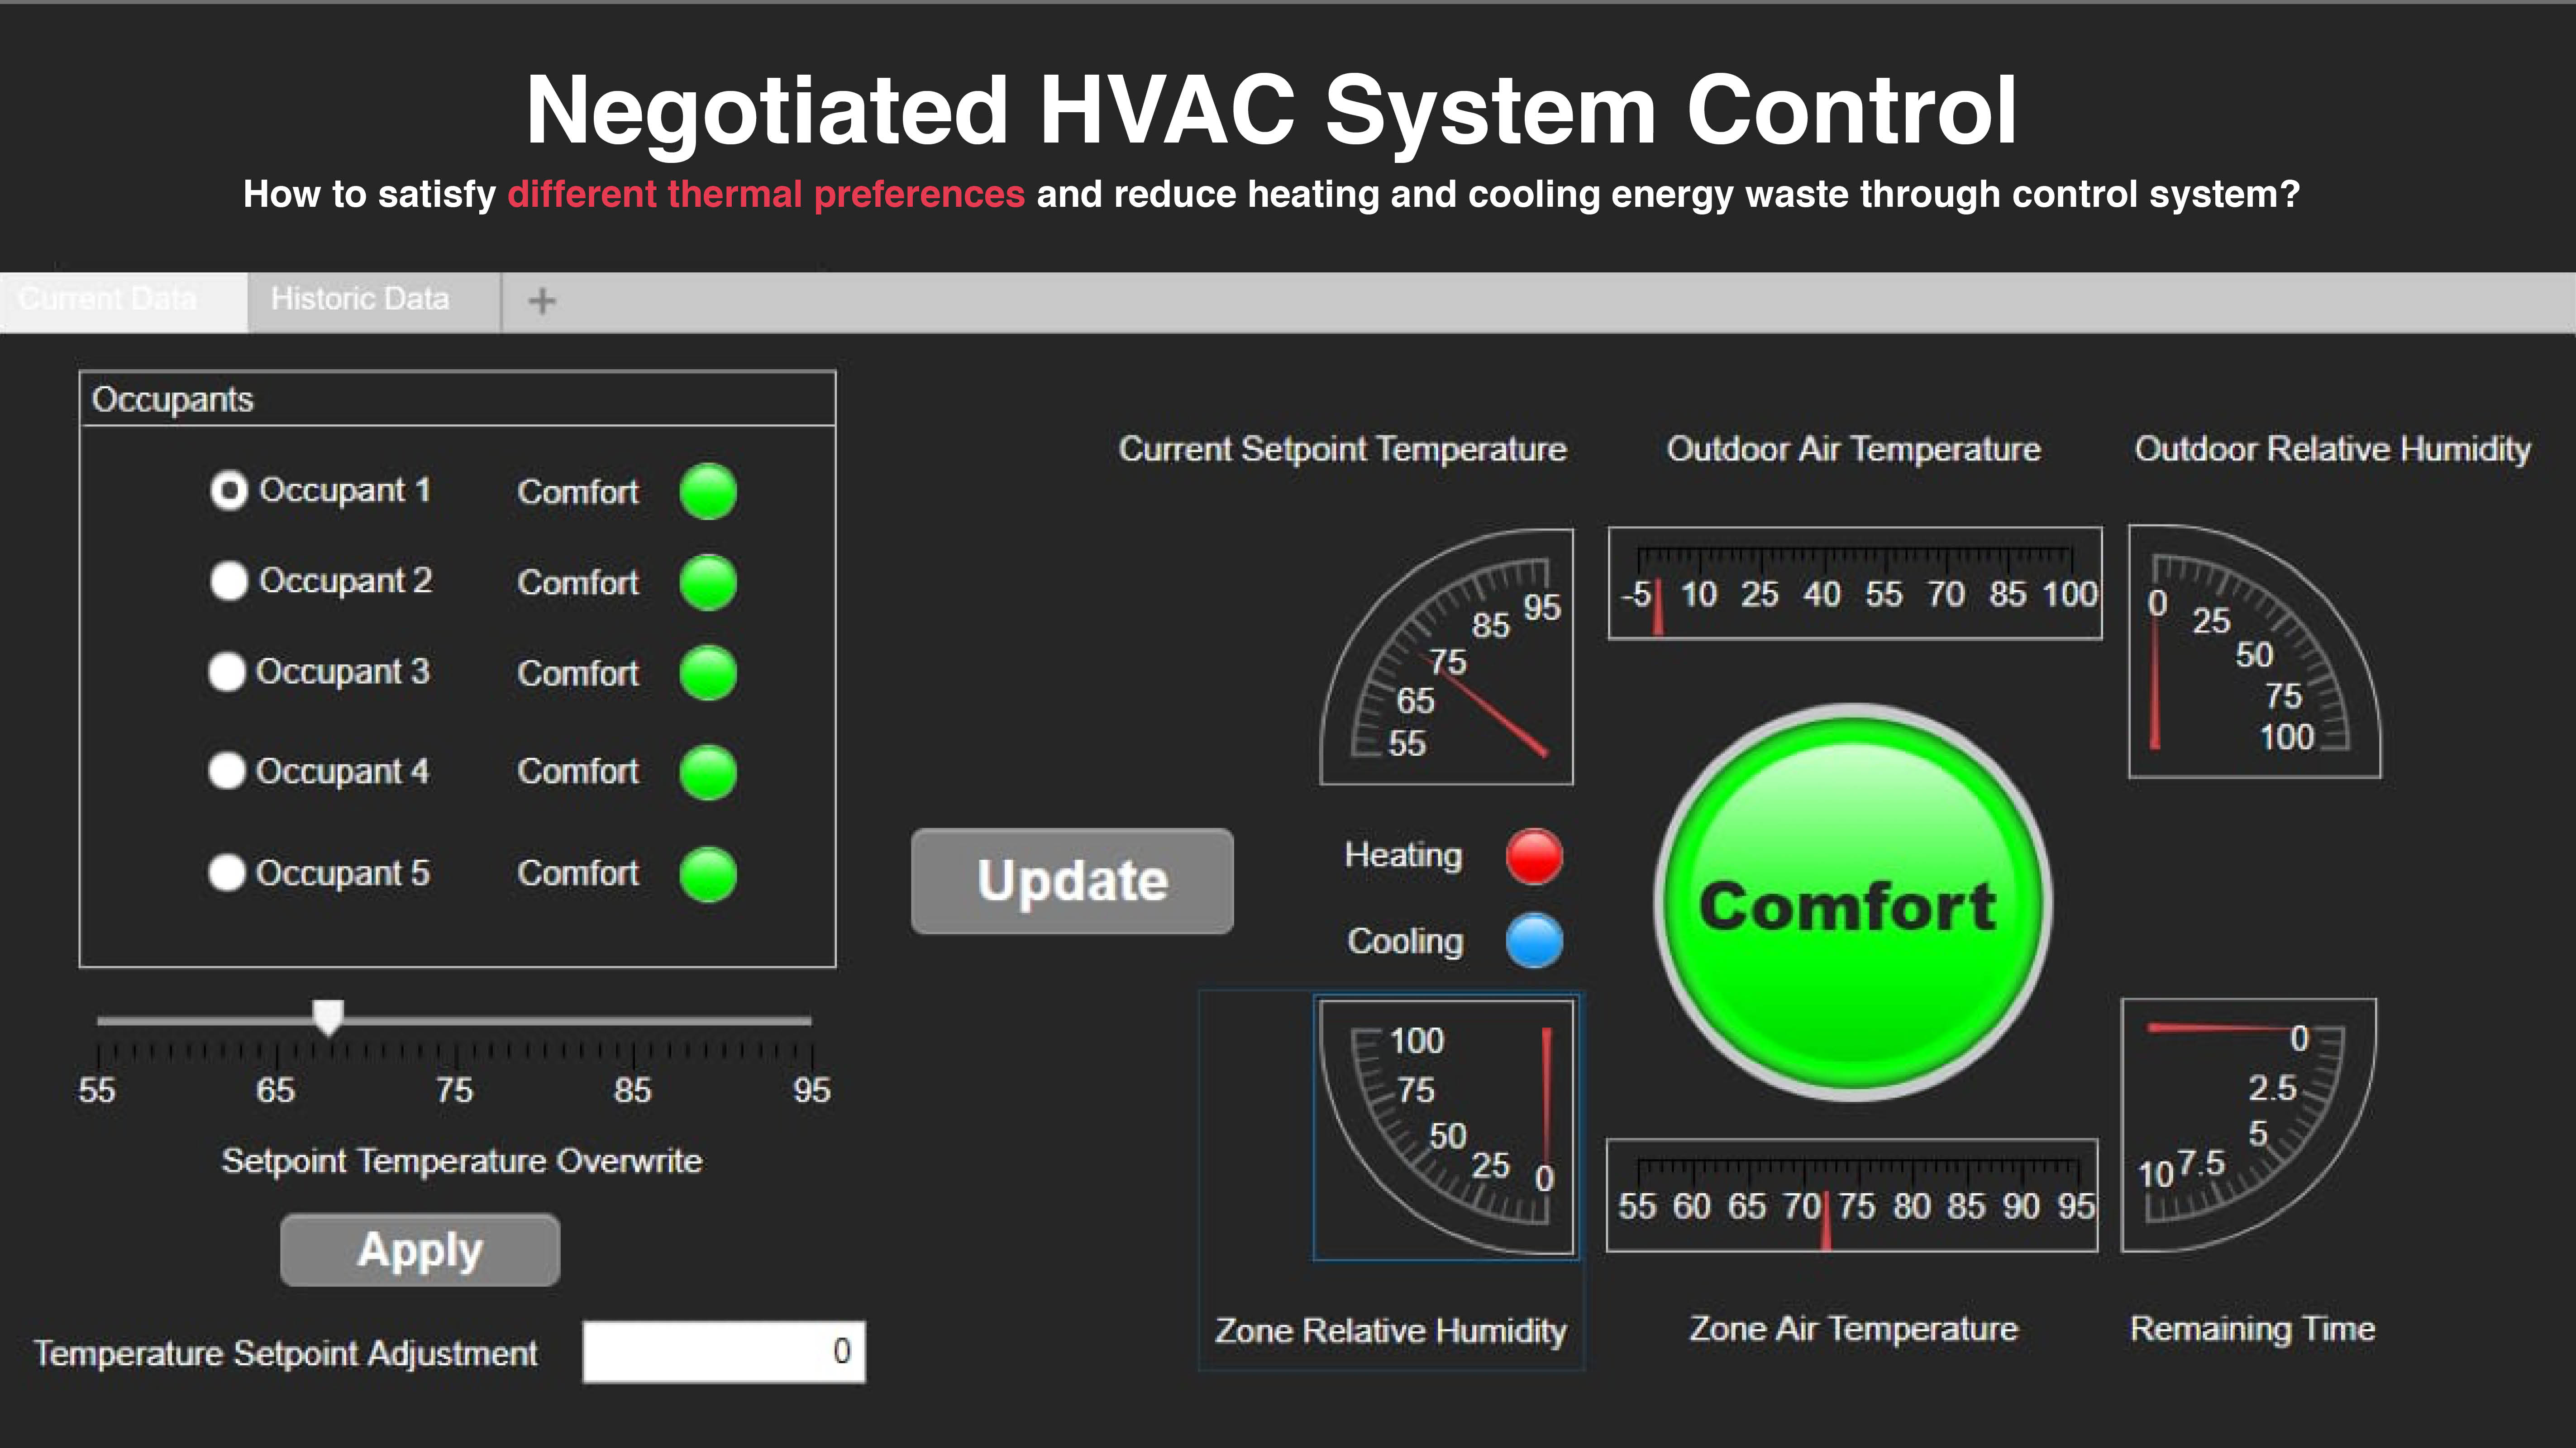 Negotiated HVAC System Control
How to satisfy different thermal preferences and reduce heating and cooling energy waste through control system?
Current Data
Historic Data
+
Occupants
Occupant 1 Comfort
Occupant 2 Comfort
Occupant 3 Comfort
Occupant 4 Comfort
Occupant 5 Comfort
55 65 75 85 95
Setpoint Temperature Overwrite
Apply
Temperature Setpoint Adjustment 0
Update
Current Setpoint Temperature
55 65 75 85 95
Outdoor Air Temperature
-5 10 25 40 55 70 85 100
Outdoor Relative Humidity
0 25 50 75 100
Heating
Cooling
Comfort
100 75 50 25 0
Zone Relative Humidity
55 60 65 70 75 80 85 90 95
Zone Air Temperature
0 2.5 5 7.5 10
Remaining Time